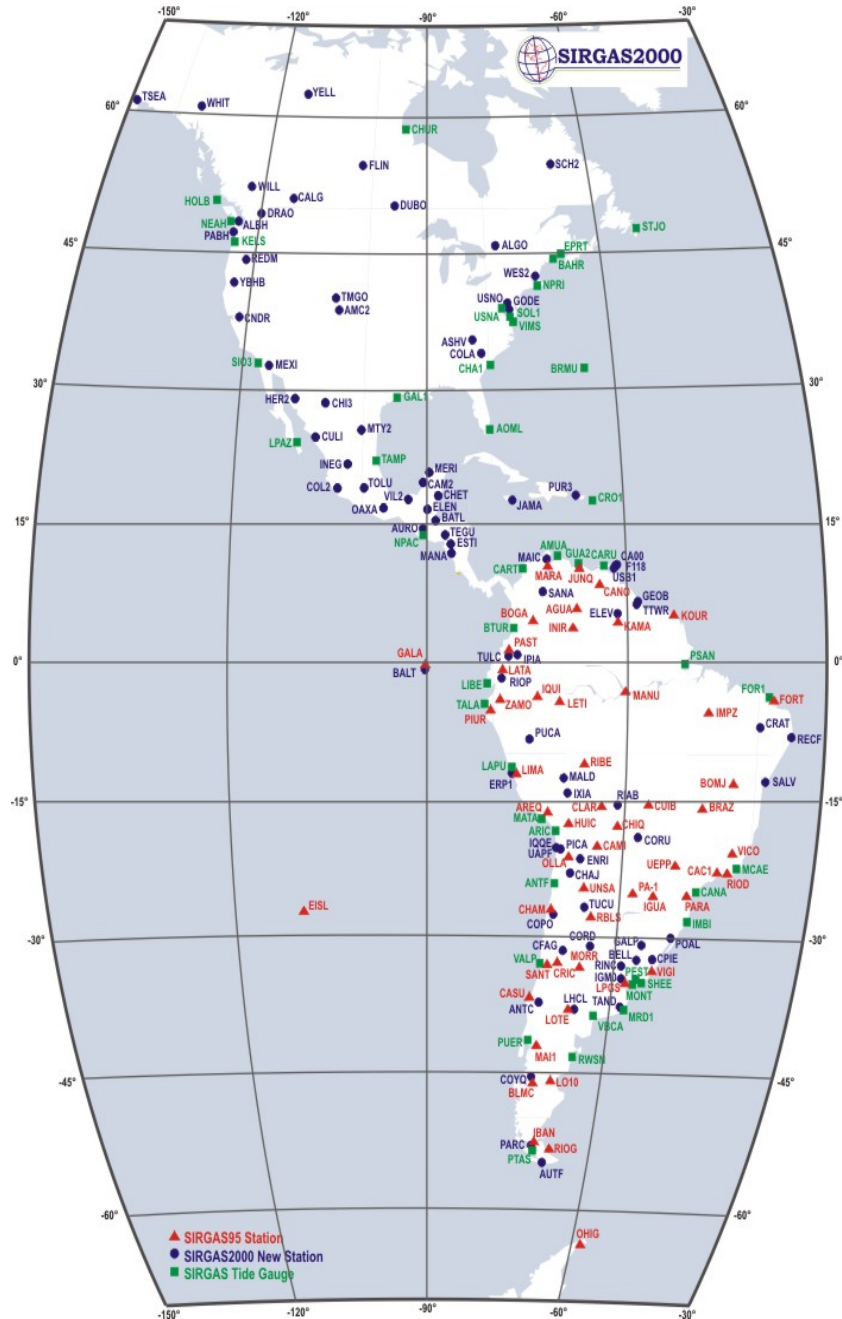 -150° -120° -90° -60° -30°
SIRGAS2000
TSEA
WHIT
YELL
60° 60°
CHUR
FLIN
SCH2
WILL
CALG
HOLB
DRAO
DUBO
NEAH
ALBH
STJO
PABH
KELS
ALGO
EPRT
45° 45°
BAHR
REDM
WES2
YBHB
NPRI
TMGO
USNO
GODE
AMC2
USNA
SOL1
CNDR
VIMS
ASHV
COLA
SIO3
MEXI
CHA1
BRMU
30° 30°
HER2
CHI3
GAL1
MTY2
AOML
CULI
LPAZ
INEG
TAMP
MERI
COL2
TOLU
CAM2
PUR3
VIL2
CHET
CRO1
OAXA
ELEN
JAMA
BATL
15° 15°
AURO
TEGU
NPAC
ESTI
MANA
MAIC
AMUA
GUA2
CARU
CA00
F118
CART
MARA
JUNQ
USB1
CANO
SANA
GEOB
TTWR
AGUA
ELEV
KOUR
BOGA
BTUR
INIR
KAMA
PAST
GALA
TULC
IPIA
PSAN
0° 0°
BALT
LATA
RIOP
LIBE
IQUI
MANU
FOR1
FORT
TALA
ZAMO
LETI
PIUR
IMPZ
CRAT
PUCA
RECF
LAPU
LIMA
RIBE
ERP1
MALD
BOMJ
SALV
IXIA
RIAB
-15° -15°
AREQ
CLAR
CUIB
BRAZ
MATA
HUIC
CHIQ
ARIC
CORU
IQQE
PICA
CAMI
UAPF
VICO
OLLA
ENRI
UEPP
MCAE
CHAJ
CAC1
RIOD
ANTF
UNSA
PA-1
CANA
IGUA
PARA
EISL
CHAM
TUCU
COPO
RBLS
IMBI
-30° -30°
CORD
GALP
POAL
CFAG
MORR
BELL
VALP
RINC
CPIE
SANT
CRIC
PEST
VIGI
IGM0
SHEE
LPGS
CASU
MONT
ANTC
LHCL
TAND
LOTE
MRD1
VBCA
PUER
MAI1
RWSN
-45° -45°
COYQ
LO10
BLMC
IBAN
PARC
RIOG
PTAS
AUTF
-60° -60°
SIRGAS95 Station
OHIG
SIRGAS2000 New Station
SIRGAS Tide Gauge
-150° -120° -90° -60° -30°